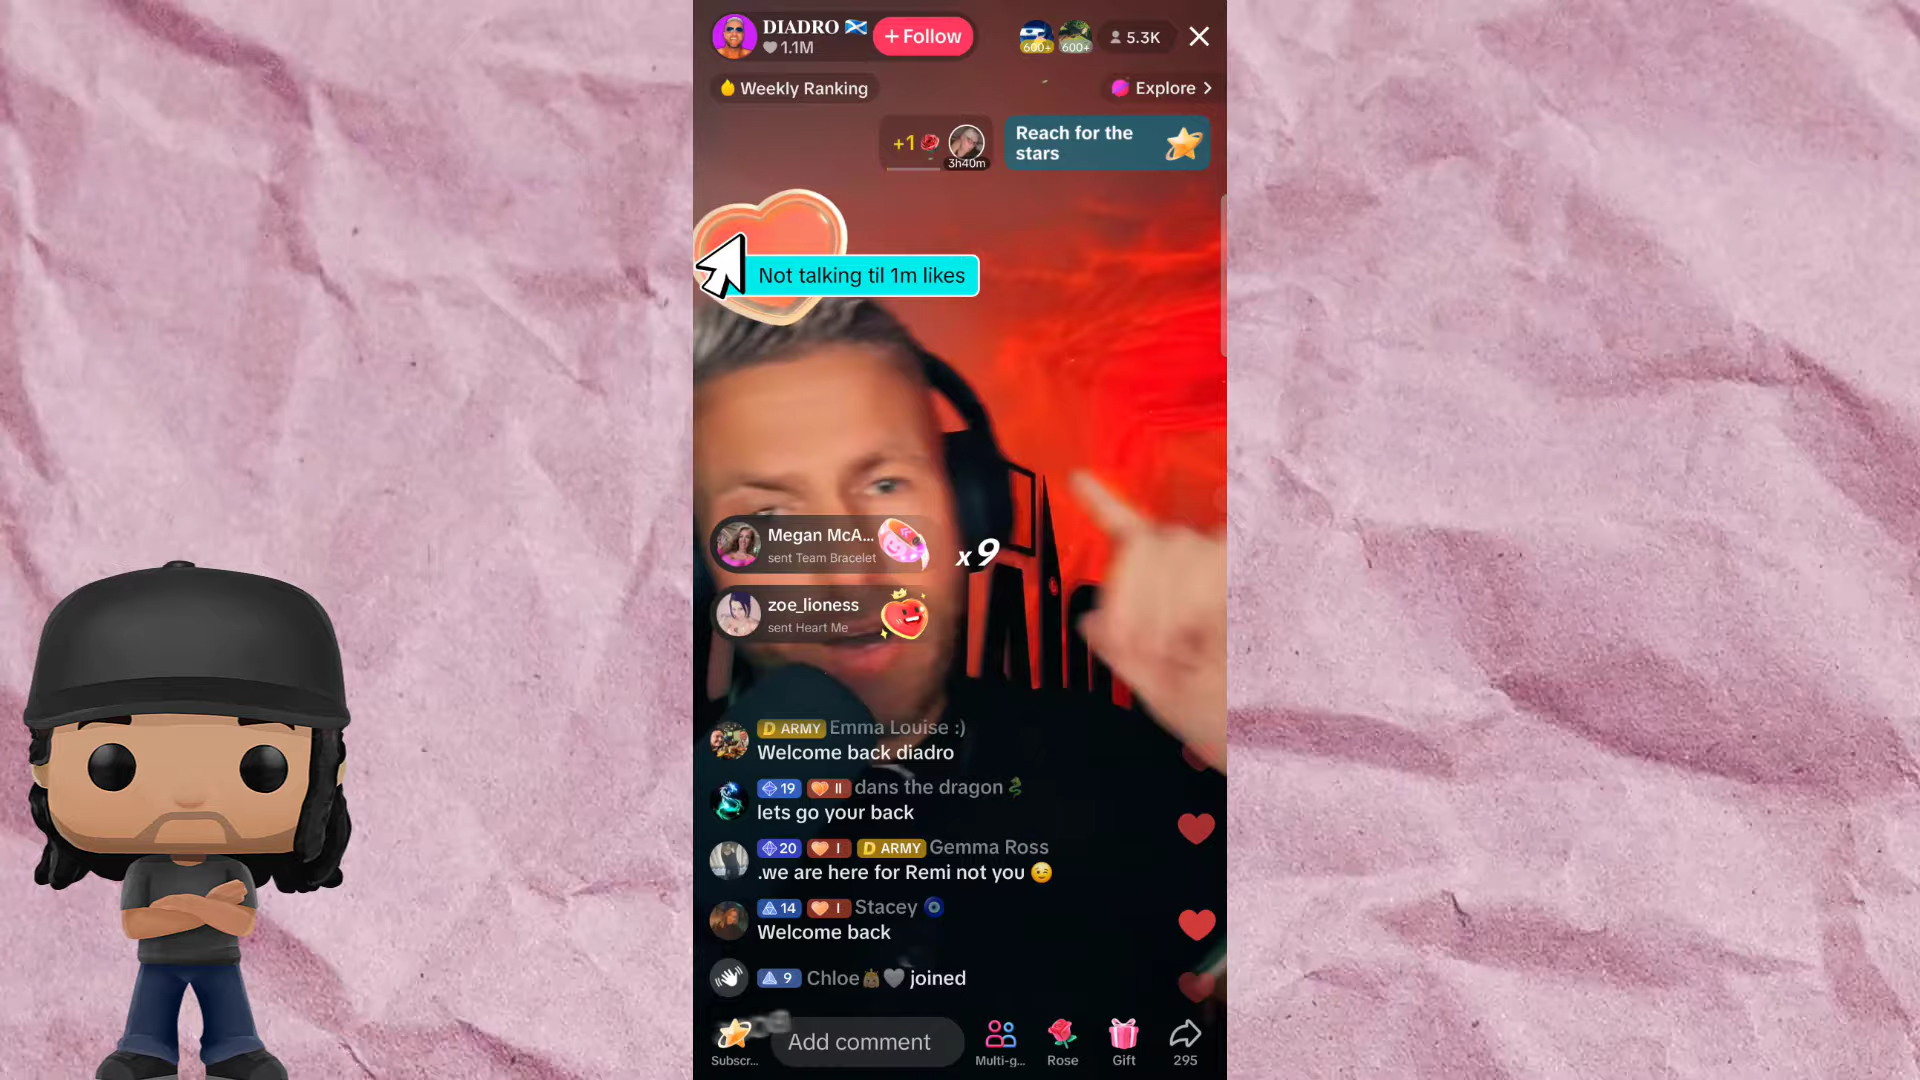 DIADRO
1.1M
+ Follow
600+
600+
5.3K
Weekly Ranking
Explore
+1
3h40m
Reach for the
stars
Not talking til 1m likes
Megan McA...
sent Team Bracelet
x9
zoe_lioness
sent Heart Me
D ARMY Emma Louise :)
Welcome back diadro
19 II dans the dragon
lets go your back
20 I D ARMY Gemma Ross
.we are here for Remi not you 😉
14 I Stacey 🧿
Welcome back
9 Chloe joined
Add comment
Subscr...
Multi-g...
Rose
Gift
295